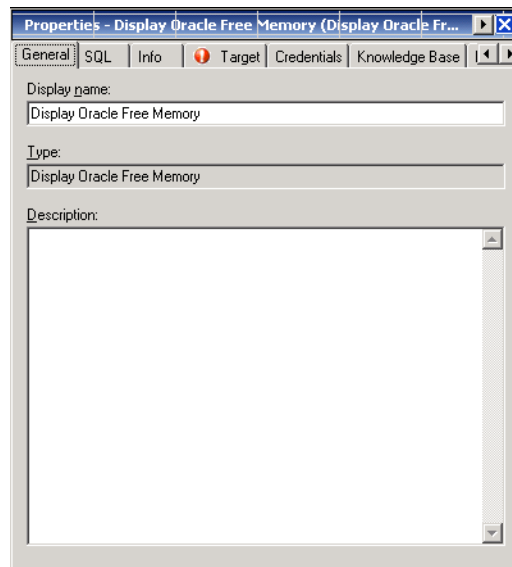 Properties - Display Oracle Free Memory (Display Oracle Fr...
General SQL Info Target Credentials Knowledge Base
Display name:
Display Oracle Free Memory
Type:
Display Oracle Free Memory
Description: